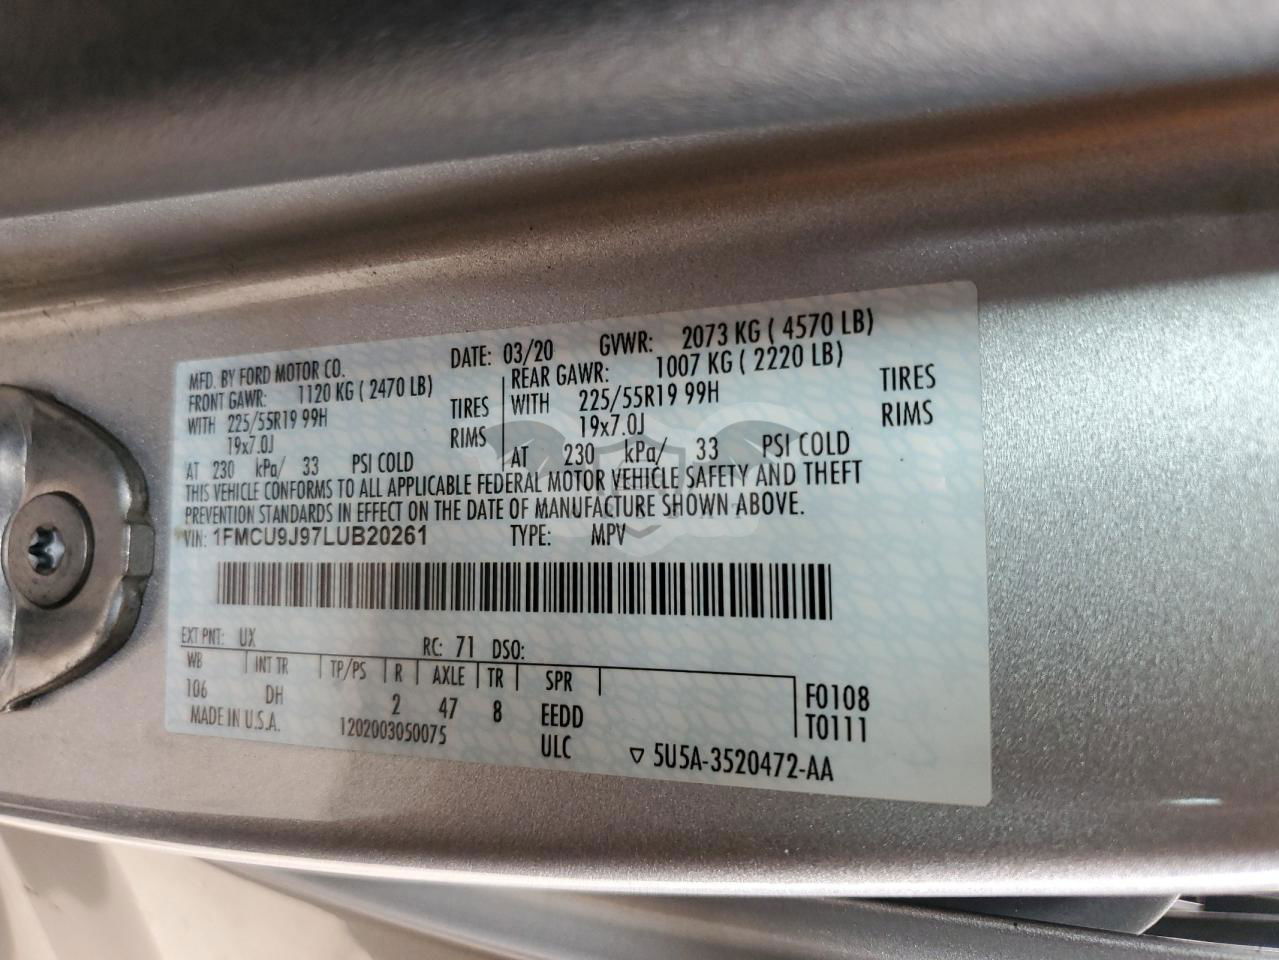 MFD. BY FORD MOTOR CO. DATE: 03/20 GVWR: 2073 KG ( 4570 LB)
FRONT GAWR: 1120 KG ( 2470 LB) REAR GAWR: 1007 KG ( 2220 LB)
WITH 225/55R19 99H TIRES WITH 225/55R19 99H TIRES
19x7.0J RIMS 19x7.0J RIMS
AT 230 kPa/ 33 PSI COLD AT 230 kPa/ 33 PSI COLD
THIS VEHICLE CONFORMS TO ALL APPLICABLE FEDERAL MOTOR VEHICLE SAFETY AND THEFT
PREVENTION STANDARDS IN EFFECT ON THE DATE OF MANUFACTURE SHOWN ABOVE.
VIN: 1FMCU9J97LUB20261 TYPE: MPV
EXT PNT: UX RC: 71 DSO:
WB INT TR TP/PS R AXLE TR SPR
106 DH 2 47 8 EEDD F0108
MADE IN U.S.A. 1202003050075 ULC T0111
5U5A-3520472-AA